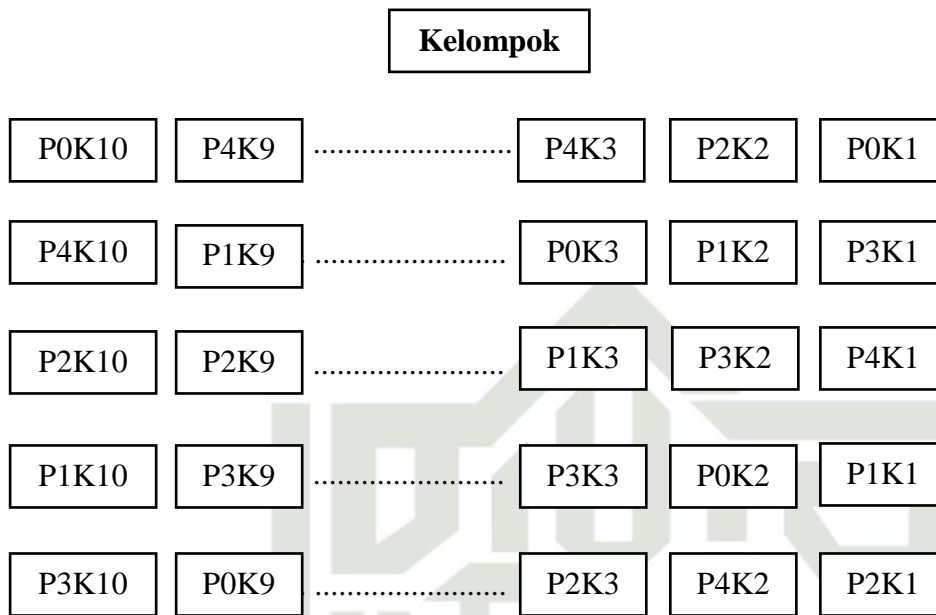 Kelompok
P0K10 P4K9 ......................... P4K3 P2K2 P0K1
P4K10 P1K9 ......................... P0K3 P1K2 P3K1
P2K10 P2K9 ........................ P1K3 P3K2 P4K1
P1K10 P3K9 ........................ P3K3 P0K2 P1K1
P3K10 P0K9 ........................ P2K3 P4K2 P2K1